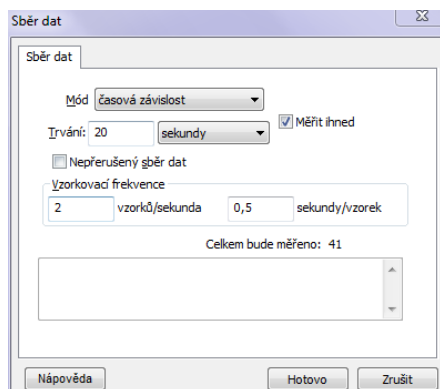 Sběr dat
Sběr dat
Mód časová závislost
Trvání: 20 sekundy Měřit ihned
Nepřerušený sběr dat
Vzorkovací frekvence
2 vzorků/sekunda 0,5 sekundy/vzorek
Celkem bude měřeno: 41
Nápověda Hotovo Zrušit